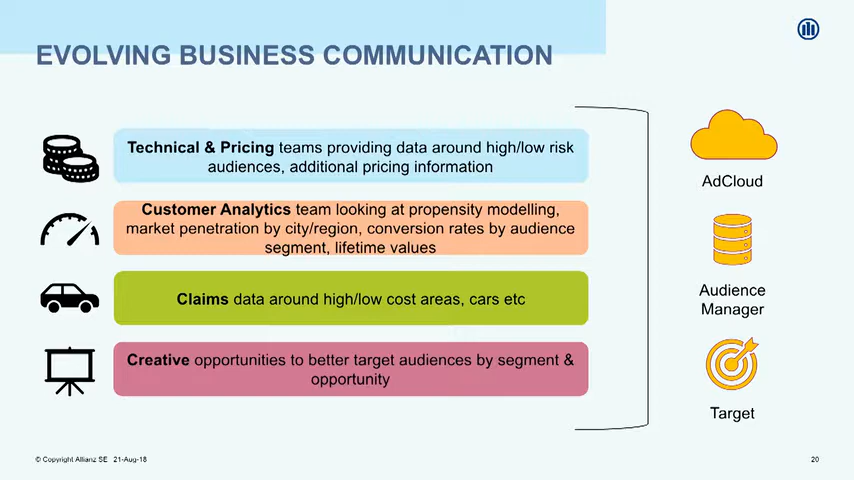 EVOLVING BUSINESS COMMUNICATION
Technical & Pricing teams providing data around high/low risk
audiences, additional pricing information
Customer Analytics team looking at propensity modelling,
market penetration by city/region, conversion rates by audience
segment, lifetime values
Claims data around high/low cost areas, cars etc
Creative opportunities to better target audiences by segment &
opportunity
AdCloud
Audience
Manager
Target
© Copyright Allianz SE 21-Aug-18
20